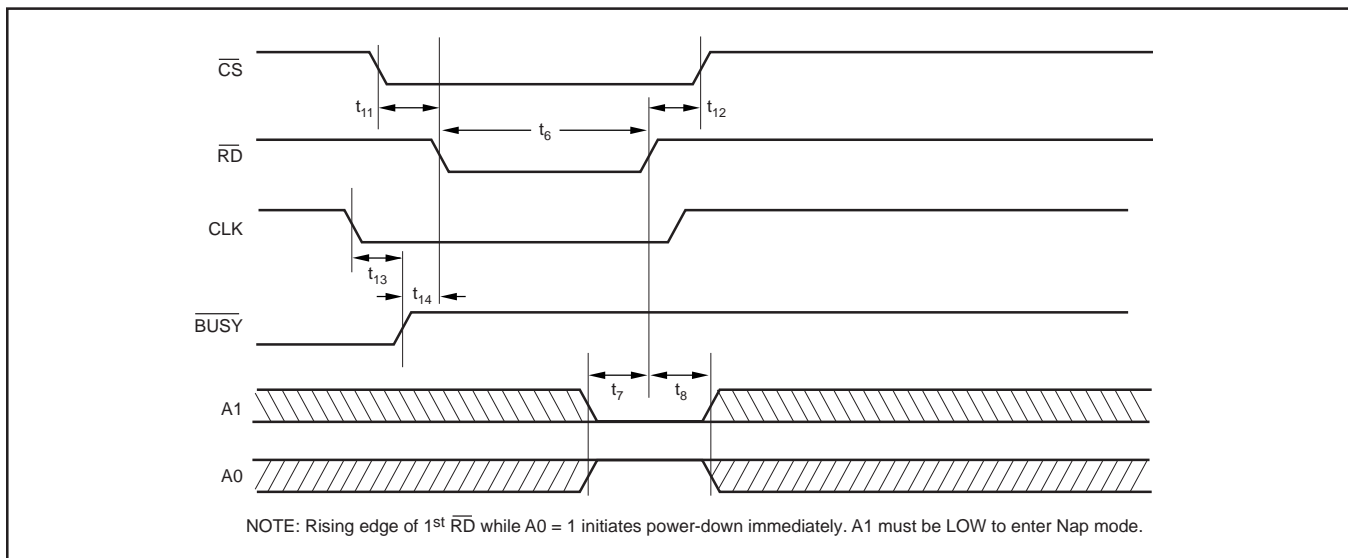 CS
t11
t12
t6
RD
CLK
t13
t14
BUSY
t7
t8
A1
A0
NOTE: Rising edge of 1st RD while A0 = 1 initiates power-down immediately. A1 must be LOW to enter Nap mode.